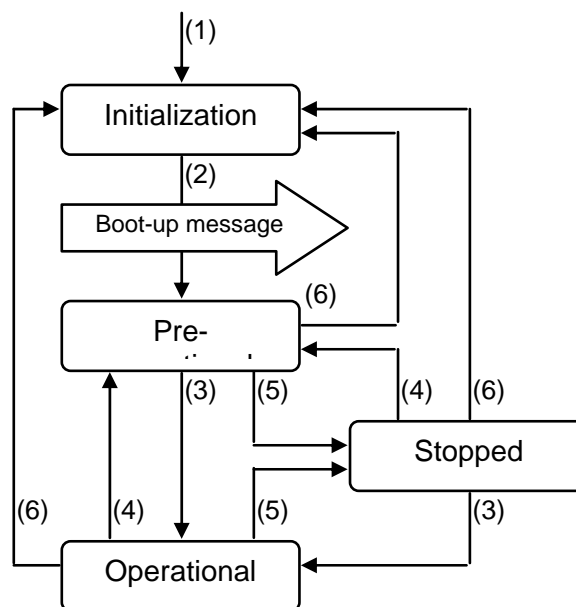 (1)
Initialization
(2)
Boot-up message
(6)
Pre-
(3)
(5)
(4)
(6)
Stopped
(6)
(4)
(5)
(3)
Operational